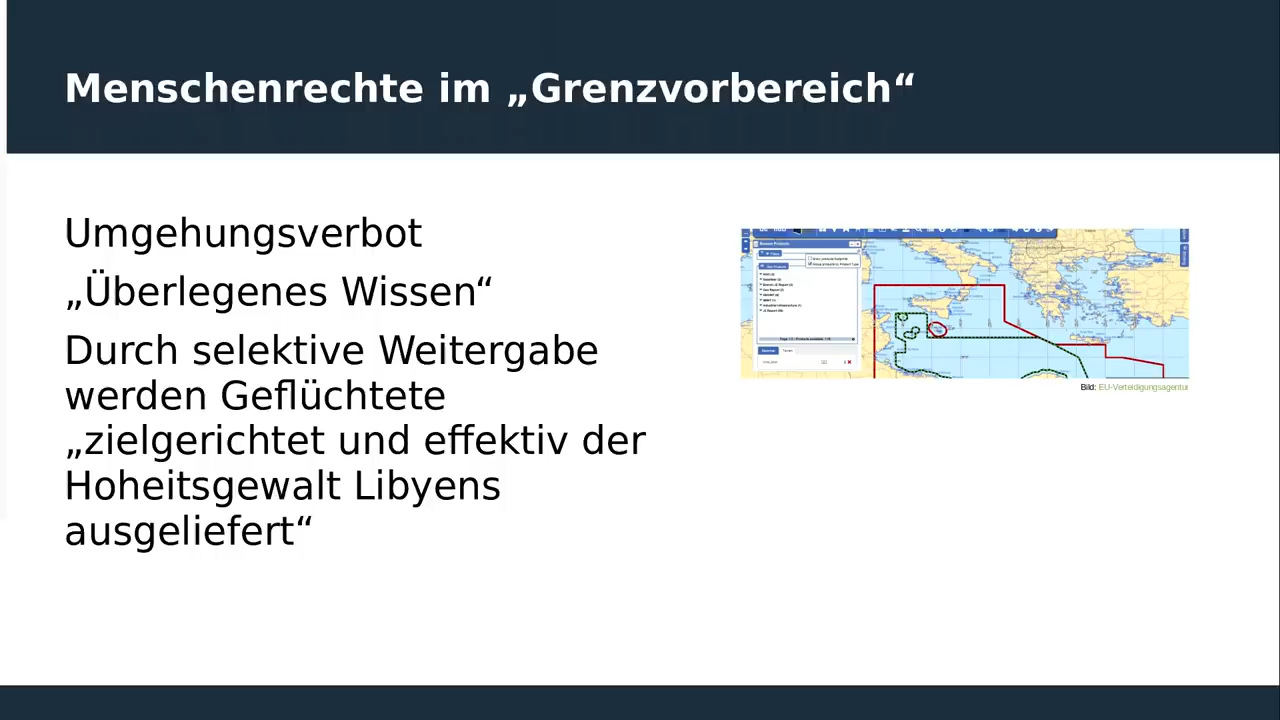 Menschenrechte im „Grenzvorbereich“
Umgehungsverbot
„Überlegenes Wissen“
Durch selektive Weitergabe
werden Geflüchtete
„zielgerichtet und effektiv der
Hoheitsgewalt Libyens
ausgeliefert“
Bild: EU-Verteidigungsagentur